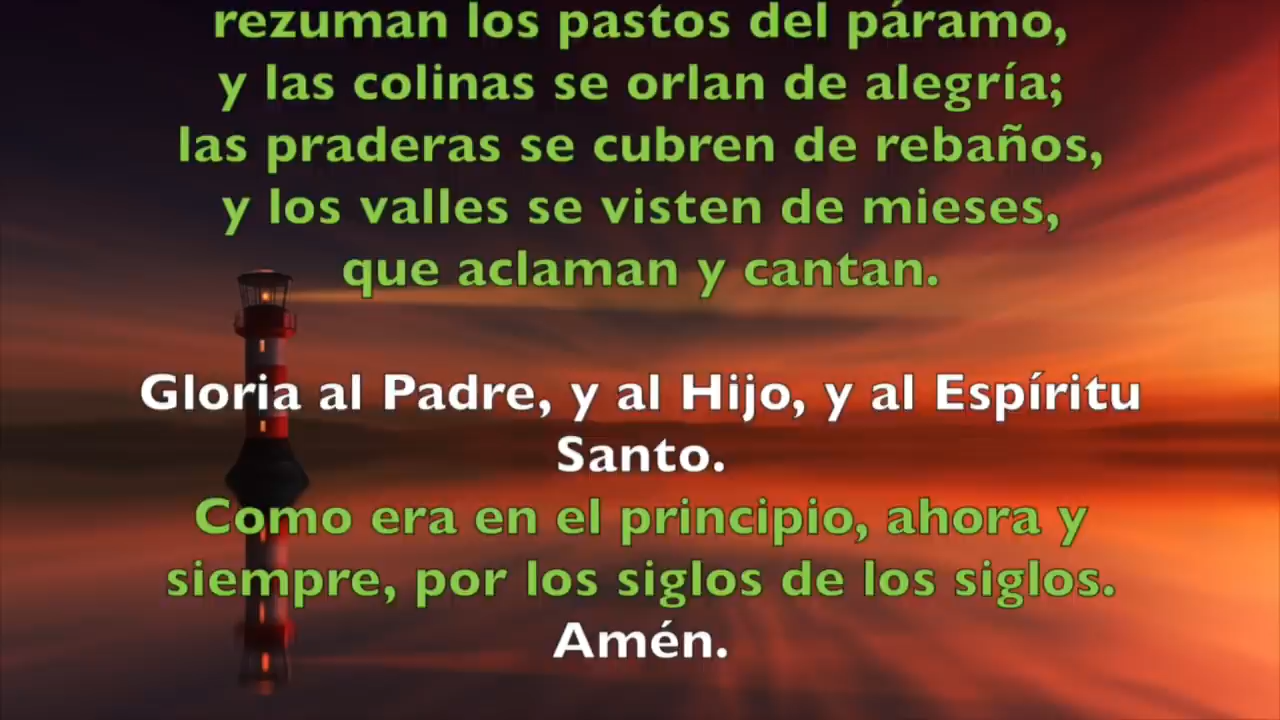 rezuman los pastos del páramo,
y las colinas se orlan de alegría;
las praderas se cubren de rebaños,
y los valles se visten de mieses,
que aclaman y cantan.
Gloria al Padre, y al Hijo, y al Espíritu
Santo.
Como era en el principio, ahora y
siempre, por los siglos de los siglos.
Amén.